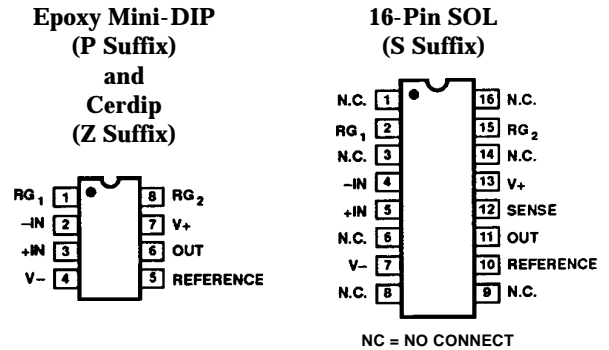 Epoxy Mini-DIP
(P Suffix)
and
Cerdip
(Z Suffix)
RG1 1 8 RG2
–IN 2 7 V+
+IN 3 6 OUT
V– 4 5 REFERENCE
16-Pin SOL
(S Suffix)
N.C. 1 16 N.C.
RG1 2 15 RG2
N.C. 3 14 N.C.
–IN 4 13 V+
+IN 5 12 SENSE
N.C. 6 11 OUT
V– 7 10 REFERENCE
N.C. 8 9 N.C.
NC = NO CONNECT